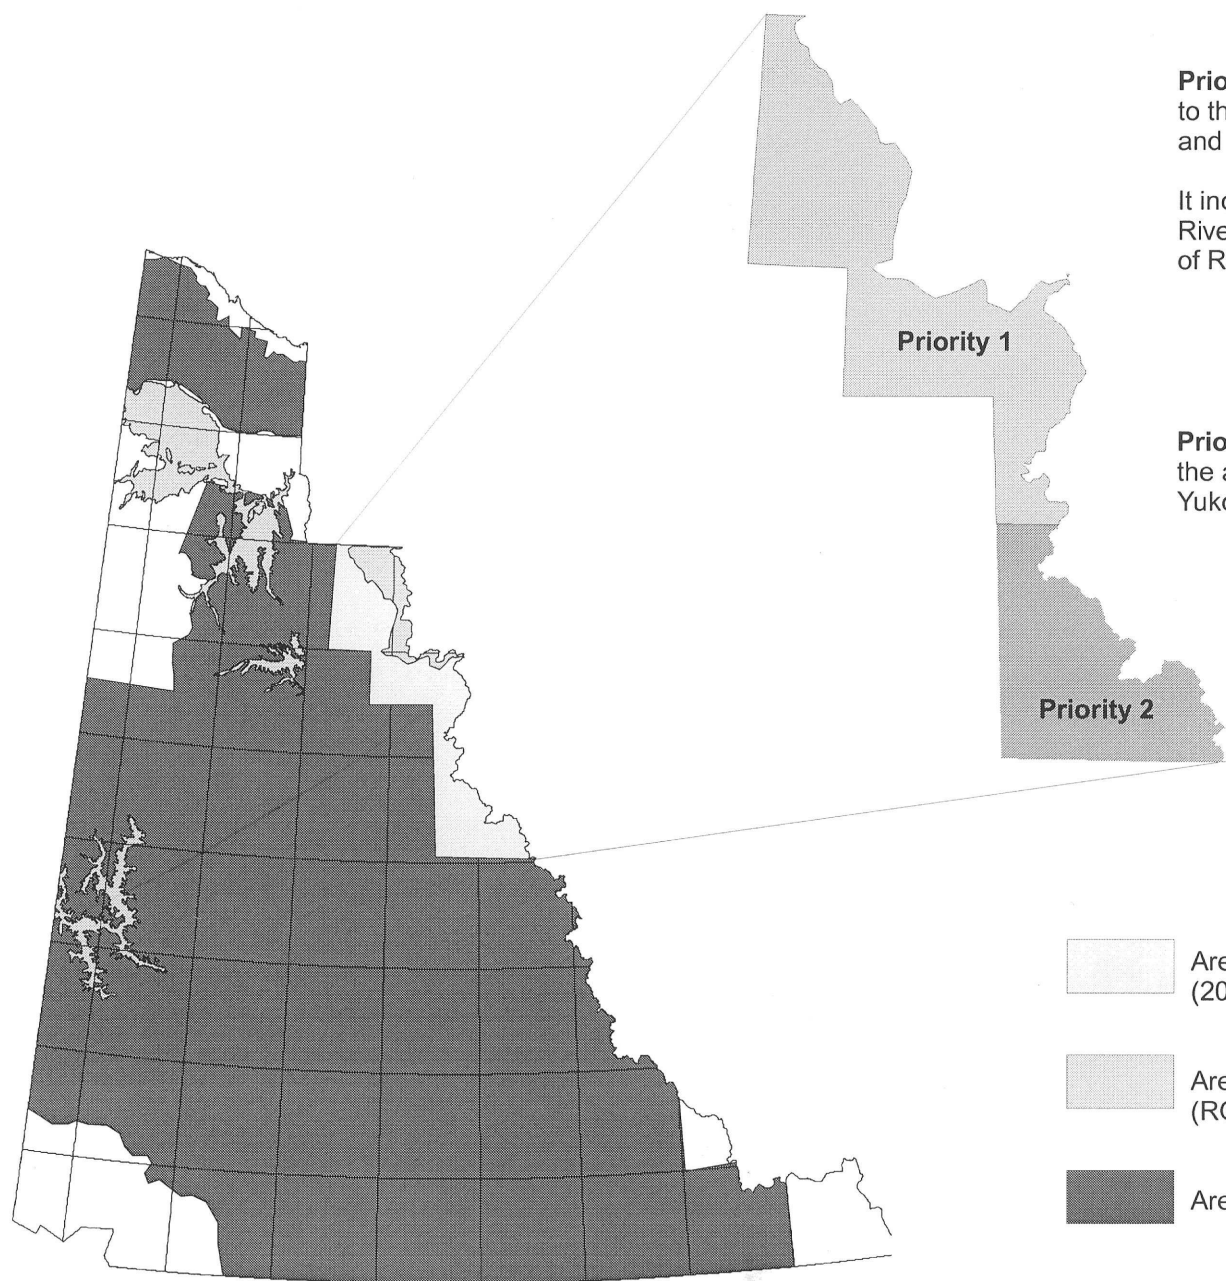 Prio
to th
and
It inc
Rive
of R
Priority 1
Prio
the a
Yuko
Priority 2
Are
(20
Are
(RC
Are